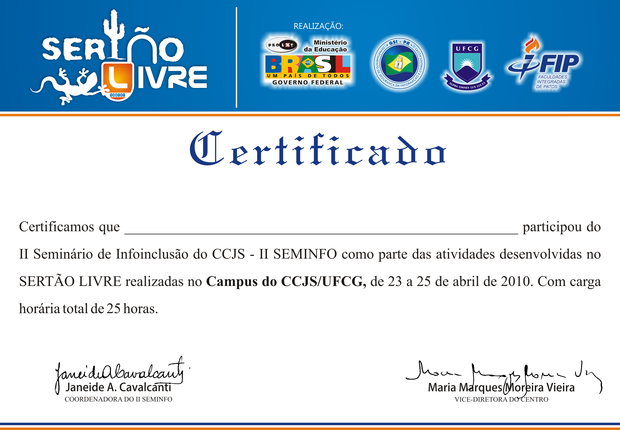 SERTÃO
LIVRE
REALIZAÇÃO:
Ministério
da Educação
BRASIL
UM PAÍS DE TODOS
GOVERNO FEDERAL
UFCG
FIP
FACULDADES
INTEGRADAS
DE PATOS
Certificado
Certificamos que ______ participou do
II Seminário de Infoinclusão do CCJS - II SEMINFO como parte das atividades desenvolvidas no
SERTÃO LIVRE realizadas no Campus do CCJS/UFCG, de 23 a 25 de abril de 2010. Com carga
horária total de 25 horas.
Janeide A. Cavalcanti
COORDENADORA DO II SEMINFO
Maria Marques Moreira Vieira
VICE-DIRETORA DO CENTRO